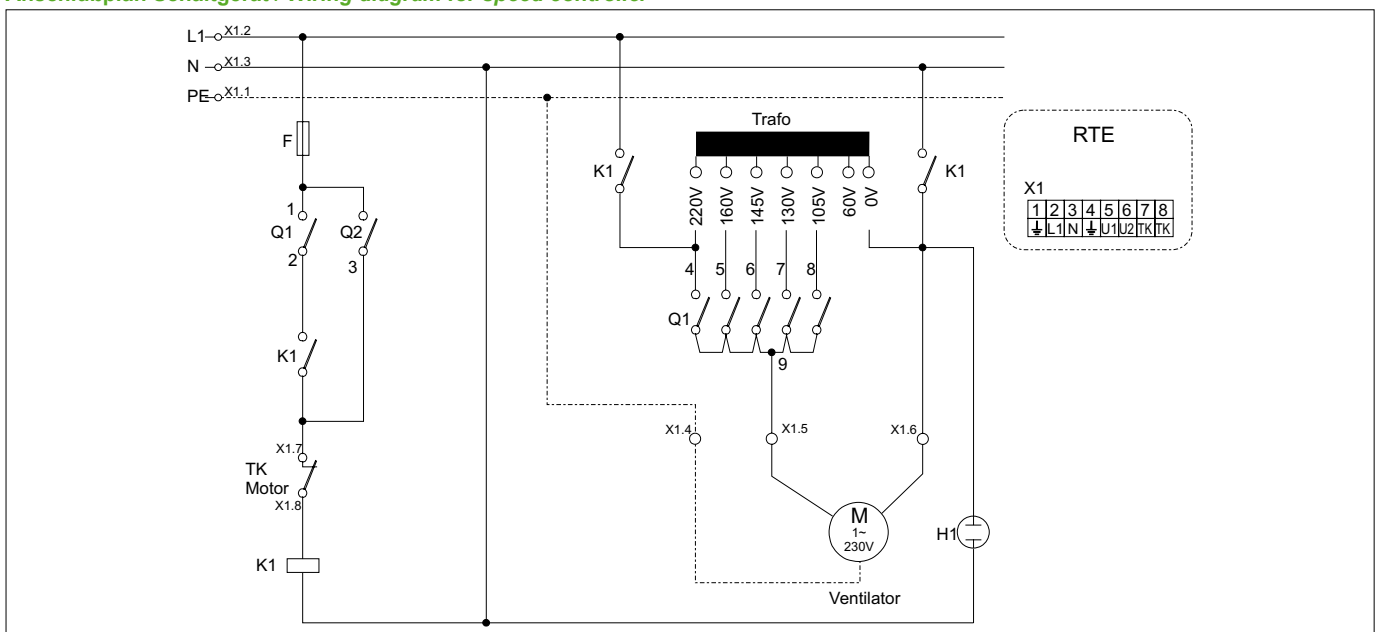 Anschlußplan Schaltgerät / Wiring diagram for speed controller
L1 X1.2
N X1.3
PE X1.1
F
Trafo
K1
K1
220V
160V
145V
130V
105V
60V
0V
RTE
X1
1 2 3 4 5 6 7 8
⏚ L1 N ⏚ U1 U2 TK TK
1
Q1
Q2
2
3
4 5 6 7 8
Q1
9
K1
X1.4
X1.5
X1.6
X1.7
TK
Motor
X1.8
M
1~
230V
H1
K1
Ventilator